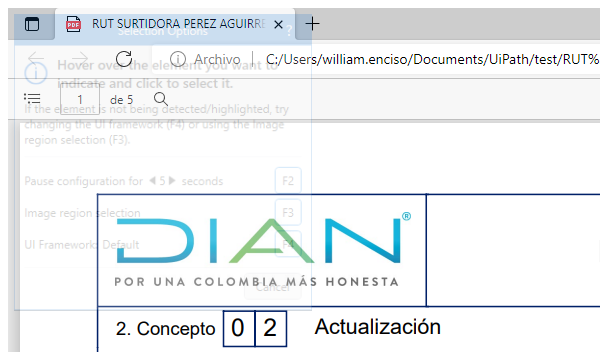 RUT SURTIDORA PEREZ AGUIRRE
Selection Options
?
Archivo C:/Users/william.enciso/Documents/UiPath/test/RUT%
Hover over the element you want to
indicate and click to select it.
1 de 5
If the element is not being detected/highlighted, try
changing the UI framework (F4) or using the Image
region selection (F3).
Pause configuration for 5 seconds F2
Image region selection F3
UI Framework: Default F4
Cancel
DIAN®
POR UNA COLOMBIA MÁS HONESTA
2. Concepto 0 2 Actualización